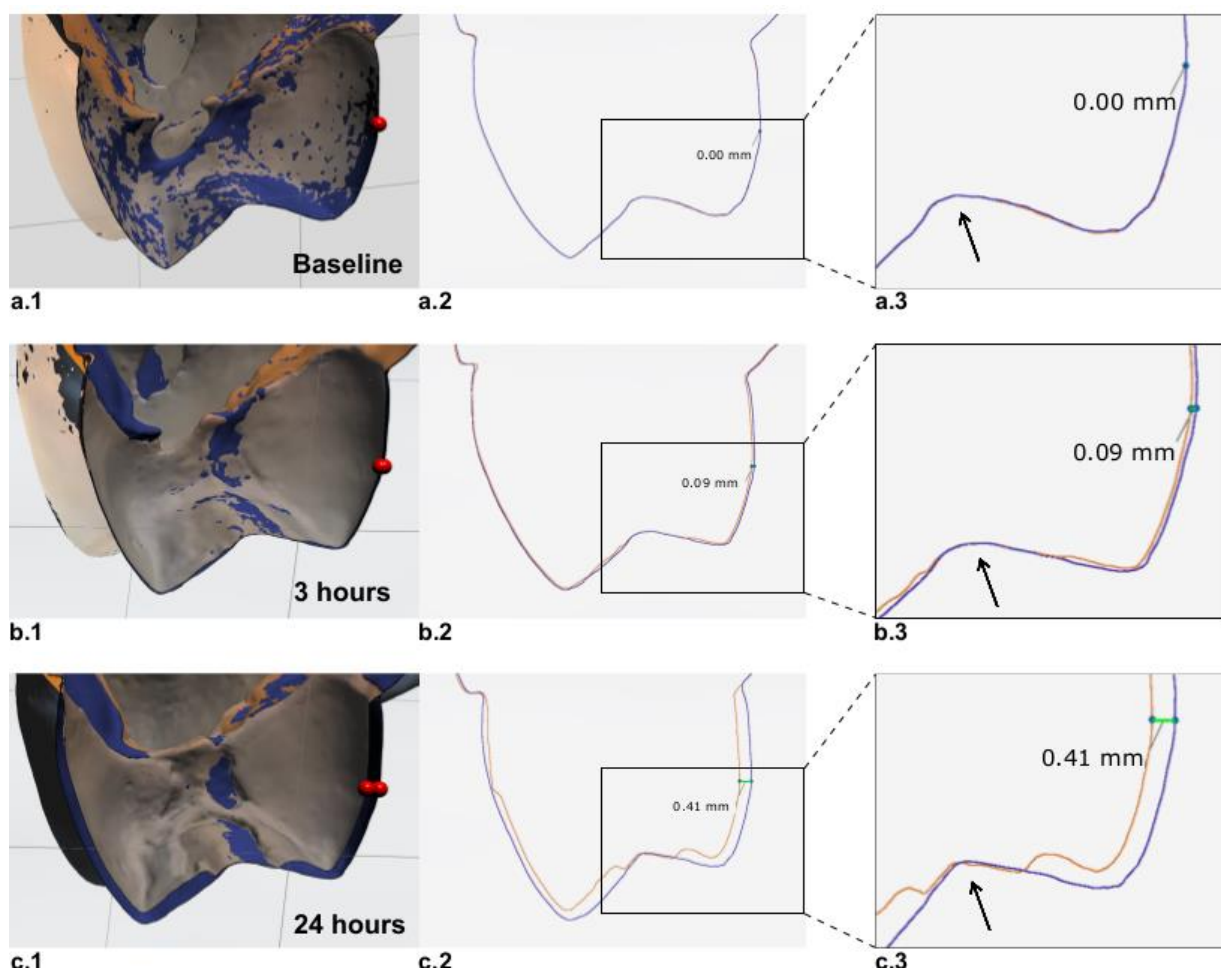 Baseline
0.00 mm
0.00 mm
a.1
a.2
a.3
3 hours
0.09 mm
0.09 mm
b.1
b.2
b.3
24 hours
0.41 mm
0.41 mm
c.1
c.2
c.3